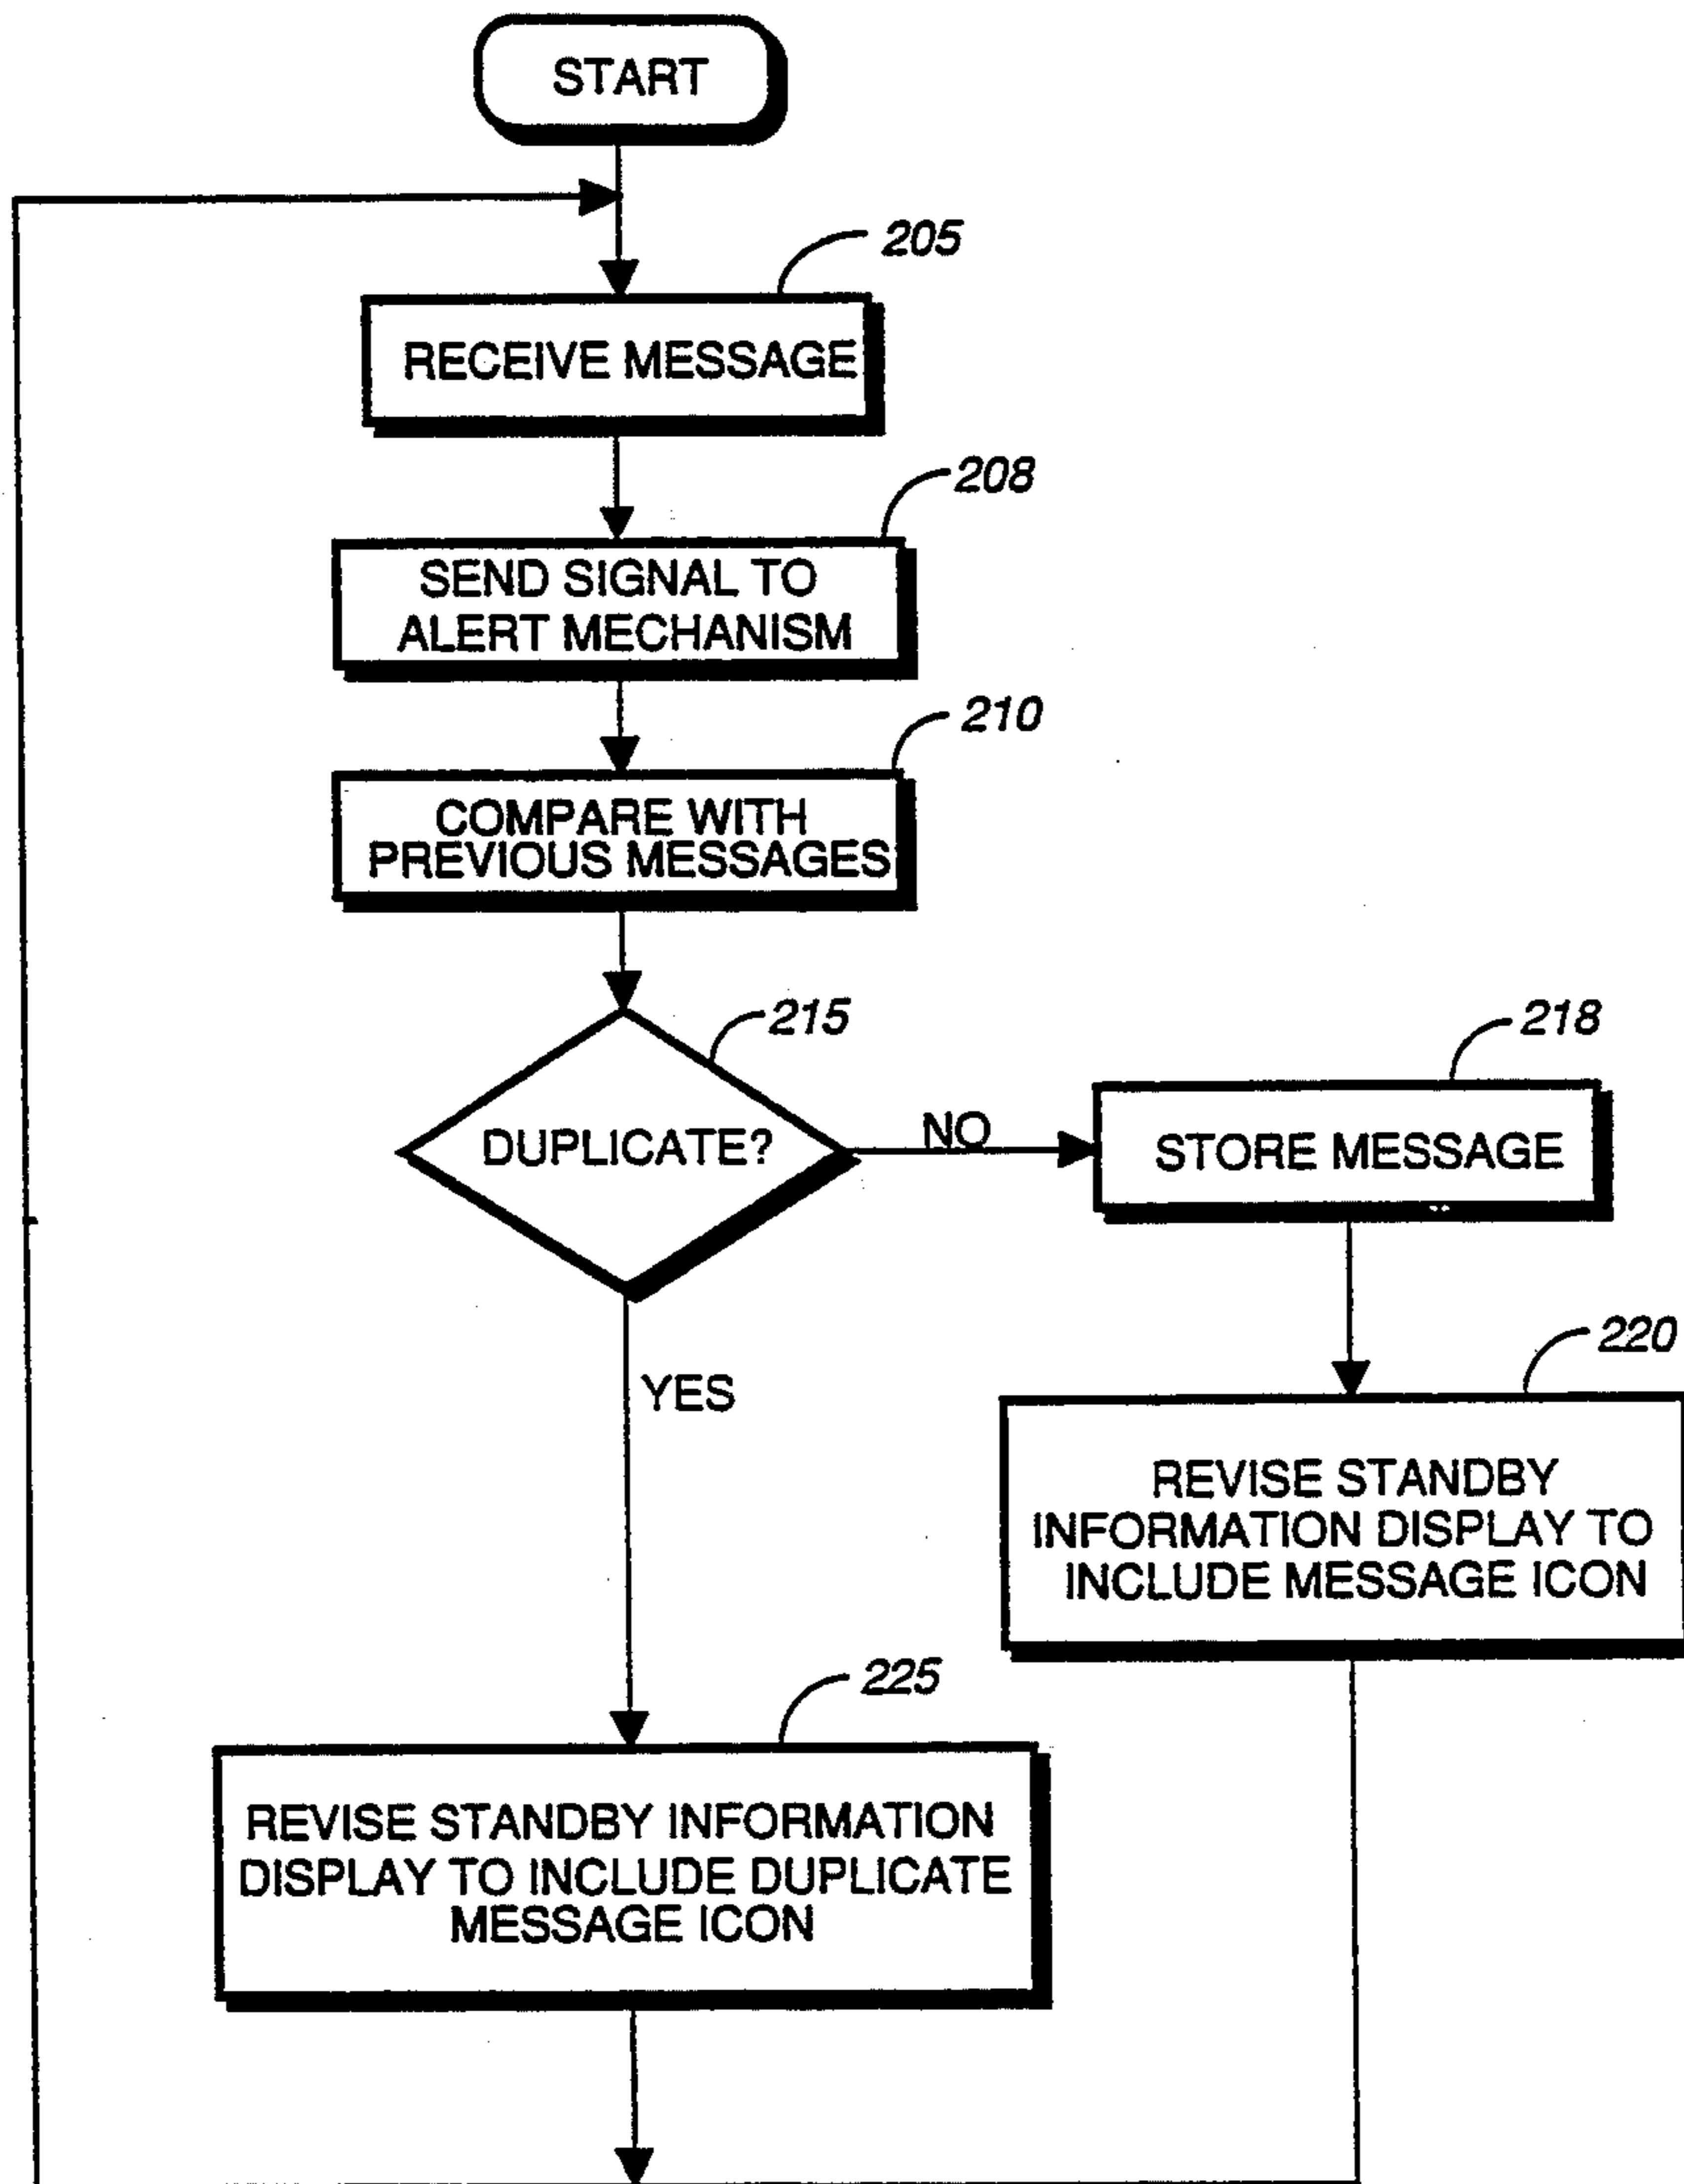 START
205
RECEIVE MESSAGE
208
SEND SIGNAL TO
ALERT MECHANISM
210
COMPARE WITH
PREVIOUS MESSAGES
215
DUPLICATE?
NO
218
STORE MESSAGE
YES
220
REVISE STANDBY
INFORMATION DISPLAY TO
INCLUDE MESSAGE ICON
225
REVISE STANDBY INFORMATION
DISPLAY TO INCLUDE DUPLICATE
MESSAGE ICON